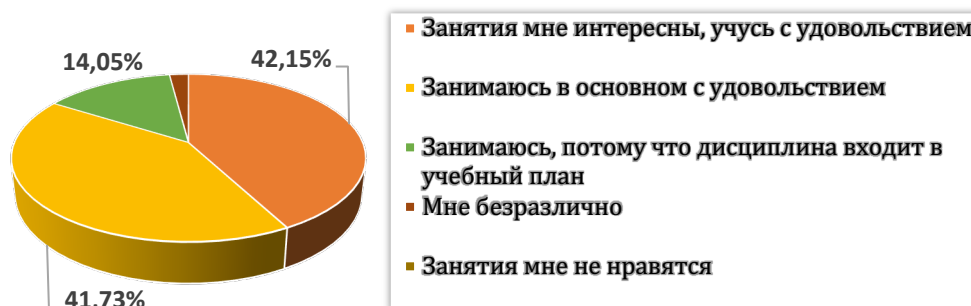 42,15%
14,05%
41,73%
Занятия мне интересны, учусь с удовольствием
Занимаюсь в основном с удовольствием
Занимаюсь, потому что дисциплина входит в
учебный план
Мне безразлично
Занятия мне не нравятся